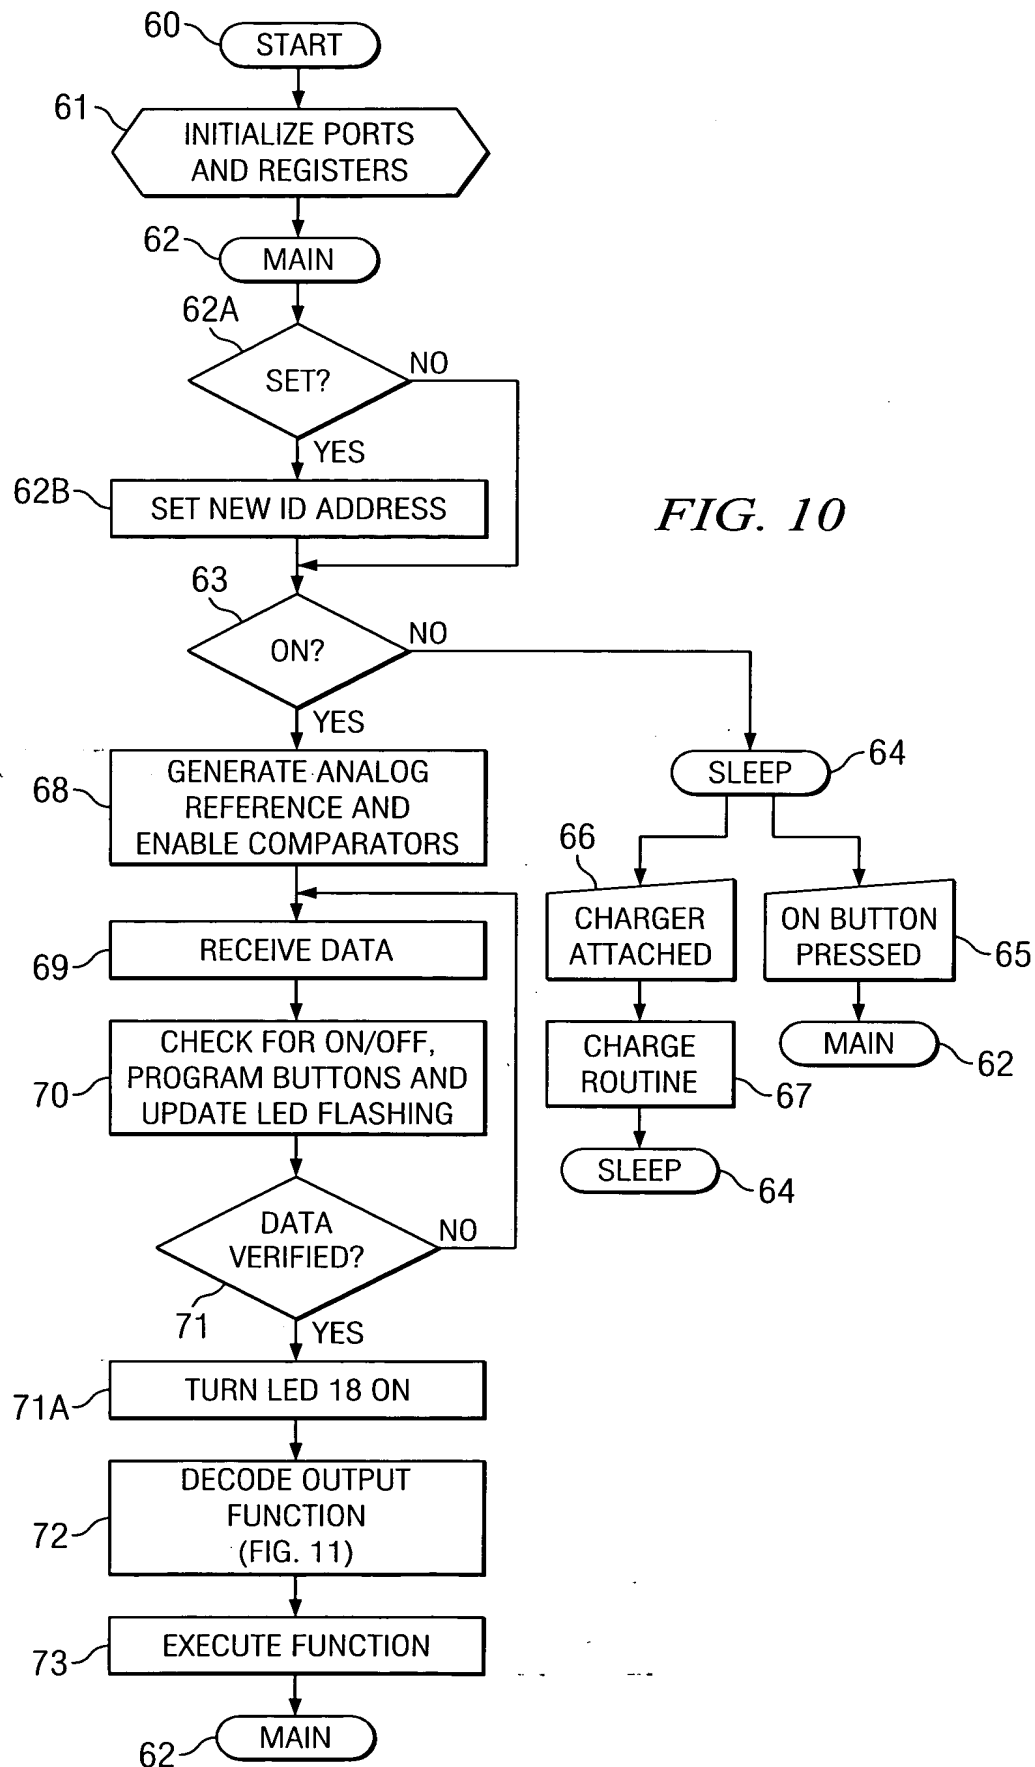 60
START
61
INITIALIZE PORTS
AND REGISTERS
62
MAIN
62A
SET?
NO
YES
62B
SET NEW ID ADDRESS
FIG. 10
63
ON?
NO
YES
68
GENERATE ANALOG
REFERENCE AND
ENABLE COMPARATORS
SLEEP
64
66
CHARGER
ATTACHED
ON BUTTON
PRESSED
65
69
RECEIVE DATA
70
CHECK FOR ON/OFF,
PROGRAM BUTTONS AND
UPDATE LED FLASHING
CHARGE
ROUTINE
67
MAIN
62
SLEEP
64
DATA
VERIFIED?
NO
71
YES
71A
TURN LED 18 ON
72
DECODE OUTPUT
FUNCTION
(FIG. 11)
73
EXECUTE FUNCTION
62
MAIN